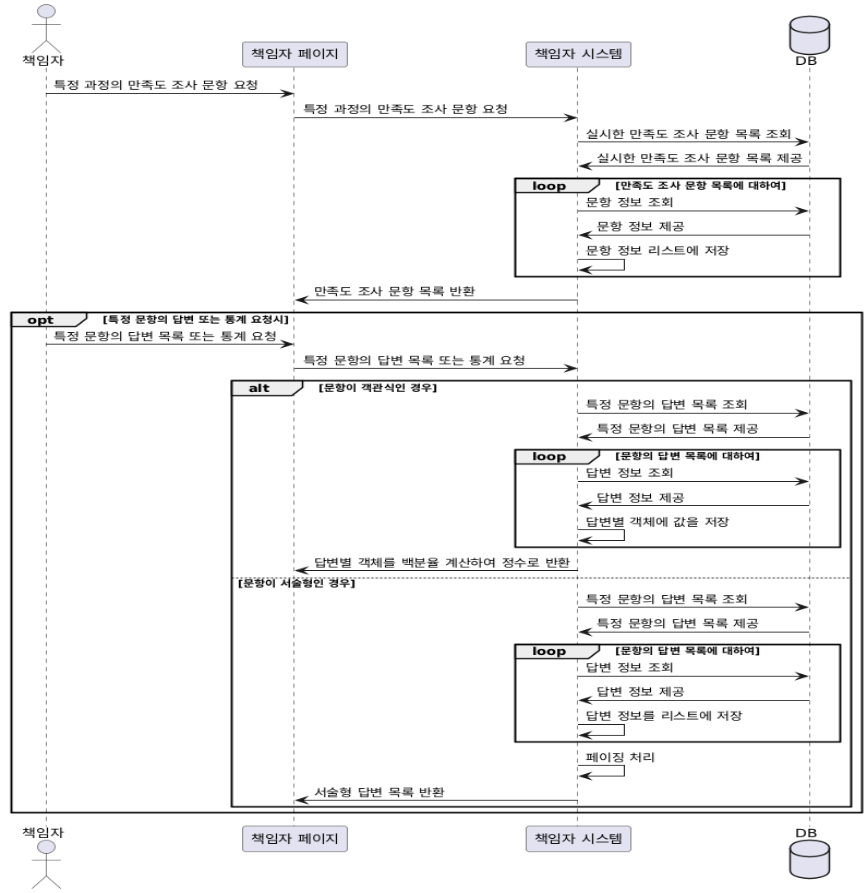 책임자
책임자 페이지
책임자 시스템
DB
특정 과정의 만족도 조사 문항 요청
특정 과정의 만족도 조사 문항 요청
실시한 만족도 조사 문항 목록 조회
실시한 만족도 조사 문항 목록 제공
loop [만족도 조사 문항 목록에 대하여]
문항 정보 조회
문항 정보 제공
문항 정보 리스트에 저장
만족도 조사 문항 목록 반환
opt [특정 문항의 답변 또는 통계 요청시]
특정 문항의 답변 목록 또는 통계 요청
특정 문항의 답변 목록 또는 통계 요청
alt [문항이 객관식인 경우]
특정 문항의 답변 목록 조회
특정 문항의 답변 목록 제공
loop [문항의 답변 목록에 대하여]
답변 정보 조회
답변 정보 제공
답변별 객체에 값을 저장
답변별 객체를 백분율 계산하여 정수로 반환
[문항이 서술형인 경우]
특정 문항의 답변 목록 조회
특정 문항의 답변 목록 제공
loop [문항의 답변 목록에 대하여]
답변 정보 조회
답변 정보 제공
답변 정보를 리스트에 저장
페이징 처리
서술형 답변 목록 반환
책임자
책임자 페이지
책임자 시스템
DB